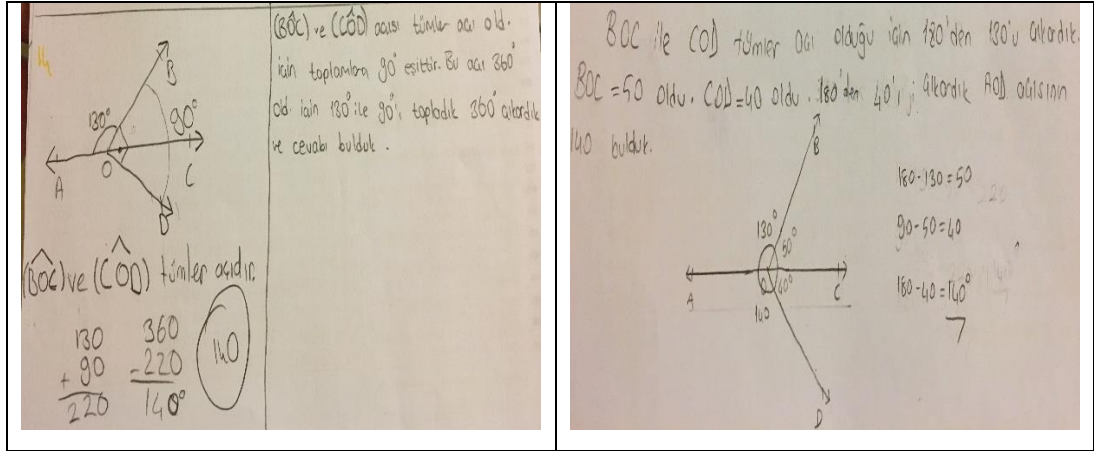 B
130°
90°
A
O
C
D
(BÔC) ve (CÔD) tümler açıdır.
130
+ 90
220
360
-220
140°
140
(BÔC) ve (CÔD) açısı tümler açı old.
için toplamları 90° eşittir. Bu açı 360°
old. için 130° ile 90°'ı topladık 360° çıkardık
ve cevabı bulduk.
BOC ile COD tümler açı olduğu için 180'den 130'u çıkardık.
BOC = 50 oldu. COD = 40 oldu. 180'den 40'ı çıkardık AOD açısının
140 bulduk.
B
130°
50°
A
O
40°
C
140
D
180-130=50
90-50=40
180-40=140°